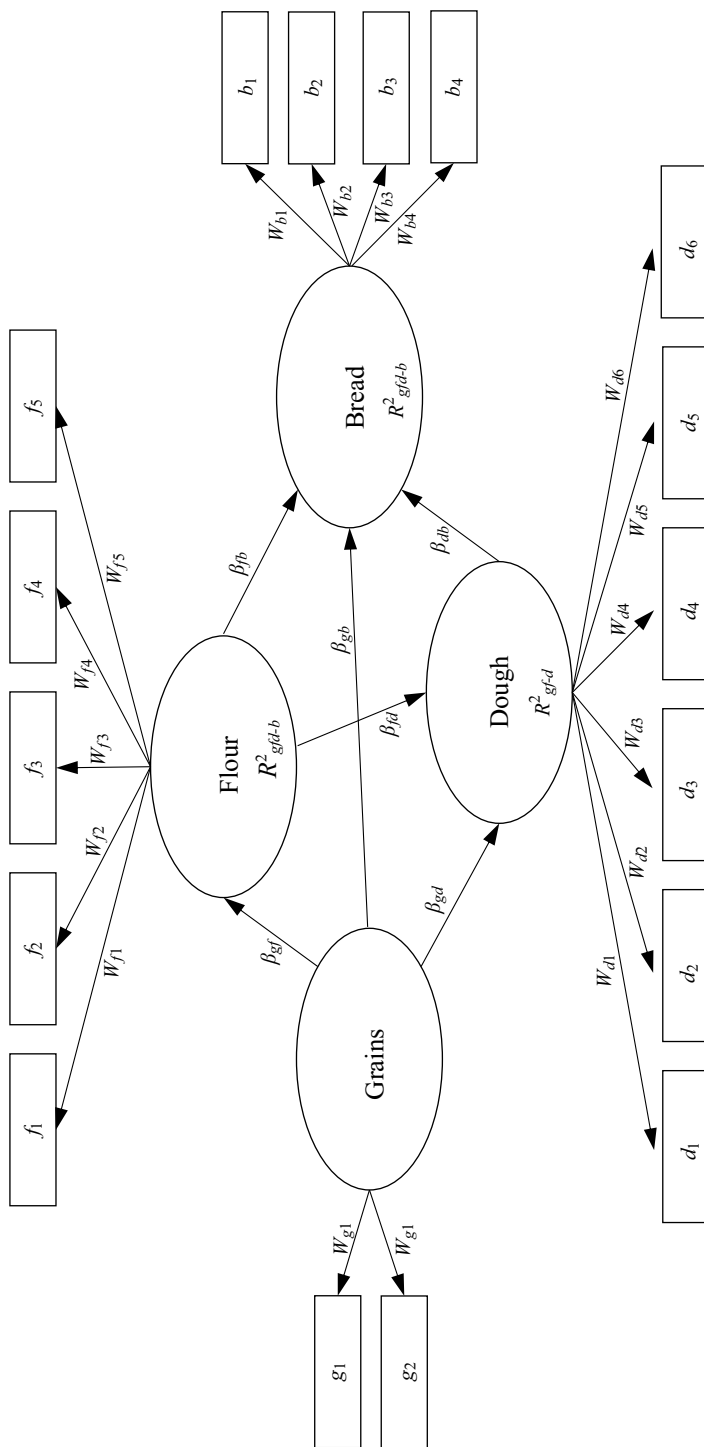 f1
f2
f3
f4
f5
Wf1
Wf2
Wf3
Wf4
Wf5
Flour
R²gfd-b
βgf
βfb
g1
g2
Wg1
Wg1
Grains
βgb
βfd
βgd
βdb
Bread
R²gfd-b
Wb1
Wb2
Wb3
Wb4
b1
b2
b3
b4
Dough
R²gf-d
Wd1
Wd2
Wd3
Wd4
Wd5
Wd6
d1
d2
d3
d4
d5
d6